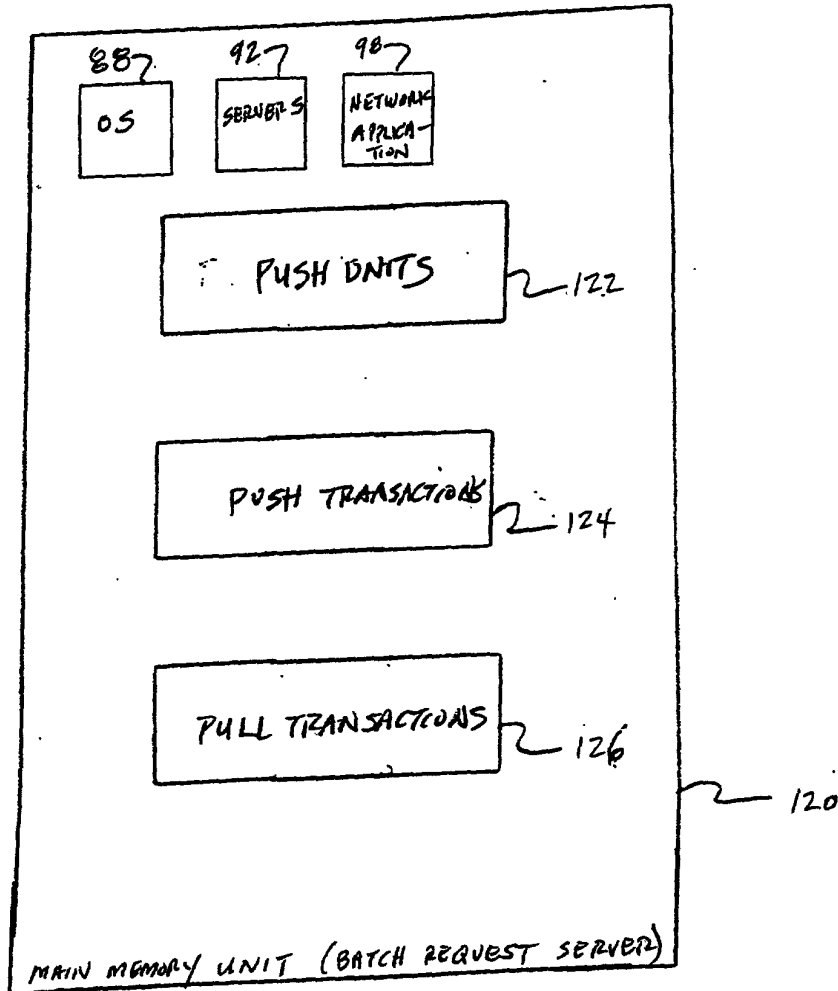 88 92 98
OS
SERVERS
NETWORK
APPLICA-
TION
PUSH UNITS
122
PUSH TRANSACTIONS
124
PULL TRANSACTIONS
126
120
MAIN MEMORY UNIT (BATCH REQUEST SERVER)